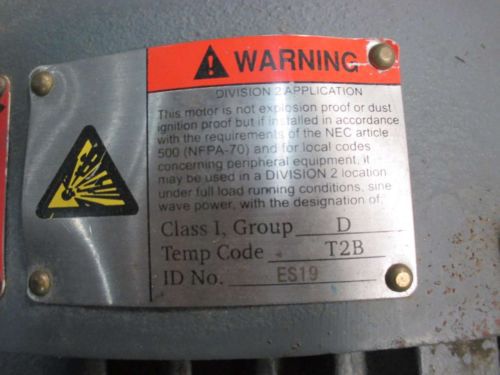 WARNING
DIVISION 2 APPLICATION
This motor is not explosion proof or dust
ignition proof but if installed in accordance
with the requirements of the NEC article
500 (NFPA-70) and for local codes
concerning peripheral equipment, it
may be used in a DIVISION 2 location
under full load running conditions, sine
wave power, with the designation of,
Class I, Group D
Temp Code T2B
ID No. ES19